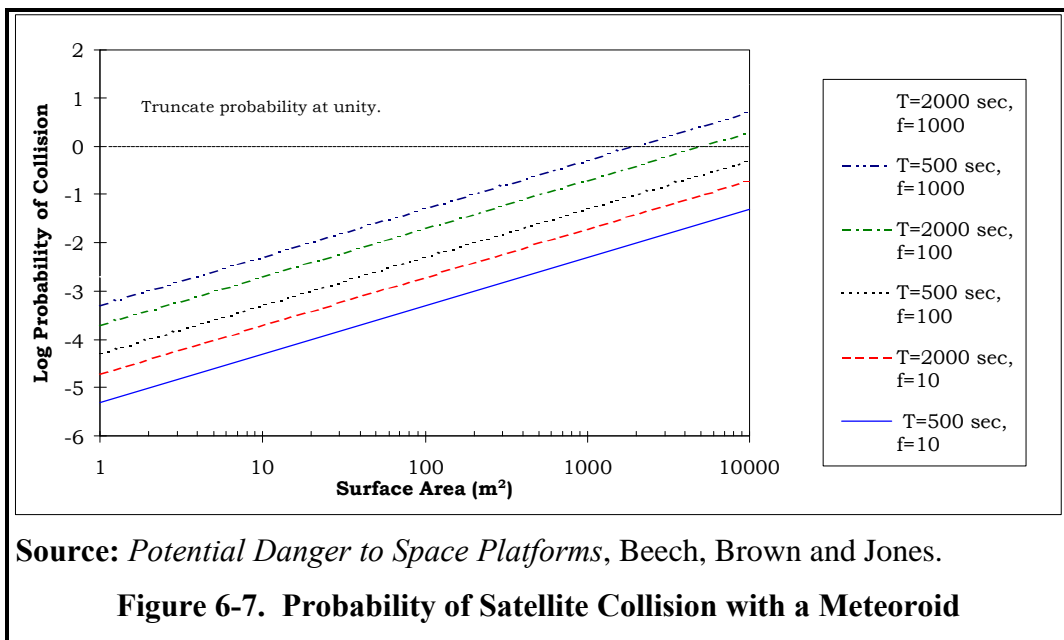 2
1
0
-1
-2
-3
-4
-5
-6
Log Probability of Collision
Truncate probability at unity.
1 10 100 1000 10000
Surface Area (m²)
T=2000 sec,
f=1000
T=500 sec,
f=1000
T=2000 sec,
f=100
T=500 sec,
f=100
T=2000 sec,
f=10
T=500 sec,
f=10
Source: Potential Danger to Space Platforms, Beech, Brown and Jones.
Figure 6-7. Probability of Satellite Collision with a Meteoroid